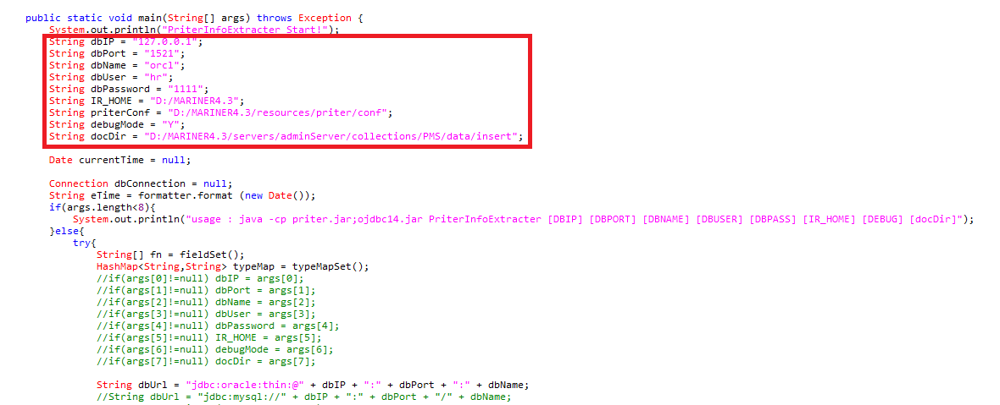 public static void main(String[] args) throws Exception {
System.out.println("PriterInfoExtracter Start!");
String dbIP = "127.0.0.1";
String dbPort = "1521";
String dbName = "orcl";
String dbUser = "hr";
String dbPassword = "1111";
String IR_HOME = "D:/MARINER4.3";
String priterConf = "D:/MARINER4.3/resources/priter/conf";
String debugMode = "Y";
String docDir = "D:/MARINER4.3/servers/adminServer/collections/PMS/data/insert";
Date currentTime = null;
Connection dbConnection = null;
String eTime = formatter.format (new Date());
if(args.length<8){
System.out.println("usage : java -cp priter.jar;ojdbc14.jar PriterInfoExtracter [DBIP] [DBPORT] [DBNAME] [DBUSER] [DBPASS] [IR_HOME] [DEBUG] [docDir]");
}else{
try{
String[] fn = fieldSet();
HashMap<String,String> typeMap = typeMapSet();
//if(args[0]!=null) dbIP = args[0];
//if(args[1]!=null) dbPort = args[1];
//if(args[2]!=null) dbName = args[2];
//if(args[3]!=null) dbUser = args[3];
//if(args[4]!=null) dbPassword = args[4];
//if(args[5]!=null) IR_HOME = args[5];
//if(args[6]!=null) debugMode = args[6];
//if(args[7]!=null) docDir = args[7];
String dbUrl = "jdbc:oracle:thin:@" + dbIP + ":" + dbPort + ":" + dbName;
//String dbUrl = "jdbc:mysql://" + dbIP + ":" + dbPort + "/" + dbName;